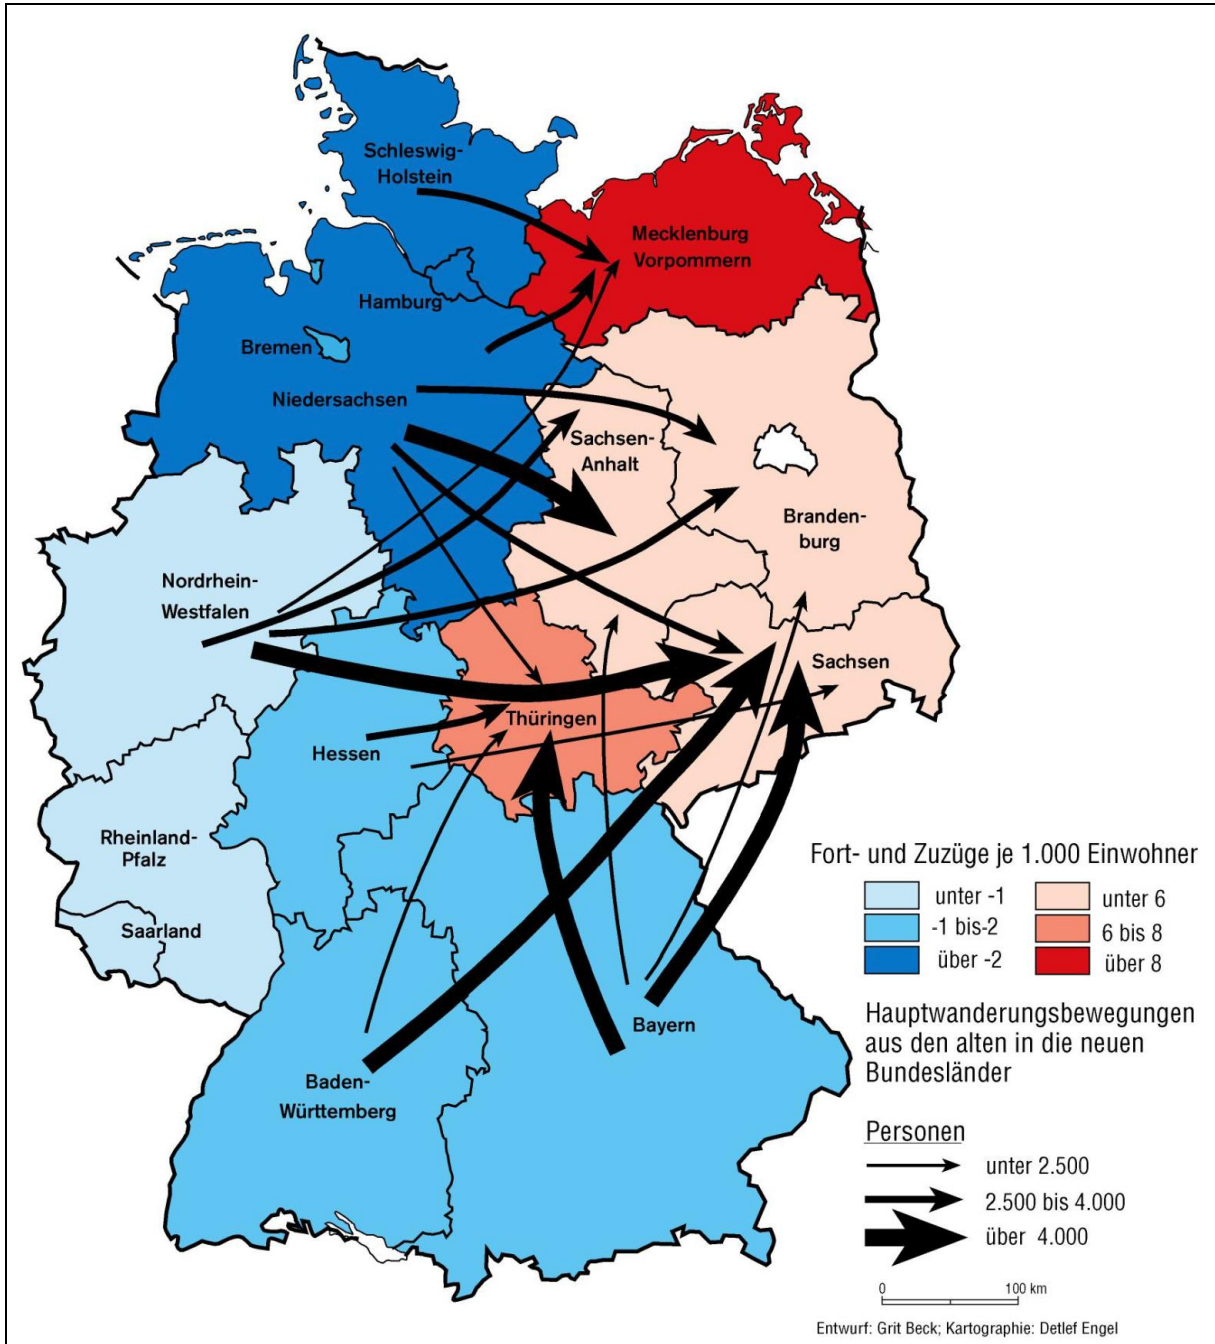 Schleswig-
Holstein
Mecklenburg
Vorpommern
Hamburg
Bremen
Niedersachsen
Sachsen-
Anhalt
Branden-
burg
Nordrhein-
Westfalen
Sachsen
Thüringen
Hessen
Rheinland-
Pfalz
Saarland
Bayern
Baden-
Württemberg
Fort- und Zuzüge je 1.000 Einwohner
unter -1
-1 bis-2
über -2
unter 6
6 bis 8
über 8
Hauptwanderungsbewegungen
aus den alten in die neuen
Bundesländer
Personen
unter 2.500
2.500 bis 4.000
über 4.000
0 100 km
Entwurf: Grit Beck; Kartographie: Detlef Engel